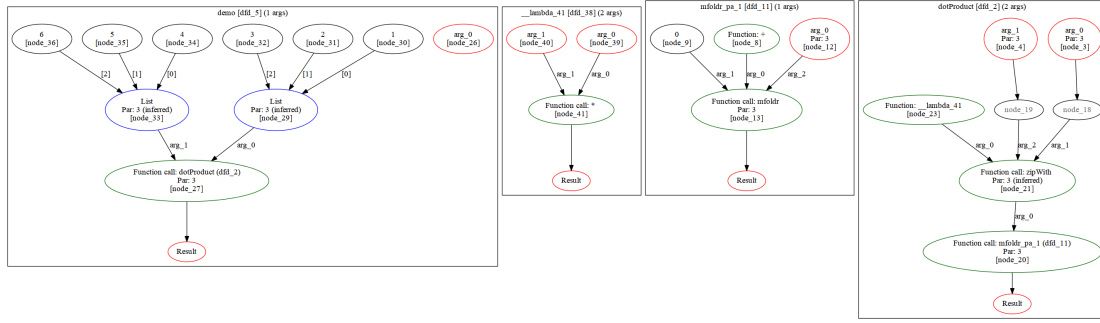 demo [dfd_5] (1 args)
6
[node_36]
5
[node_35]
4
[node_34]
3
[node_32]
2
[node_31]
1
[node_30]
arg_0
[node_26]
[2]
[1]
[0]
[2]
[1]
[0]
List
Par: 3 (inferred)
[node_33]
List
Par: 3 (inferred)
[node_29]
arg_1
arg_0
Function call: dotProduct (dfd_2)
Par: 3
[node_27]
Result
__lambda_41 [dfd_38] (2 args)
arg_1
[node_40]
arg_0
[node_39]
arg_1
arg_0
Function call: *
[node_41]
Result
mfoldr_pa_1 [dfd_11] (1 args)
0
[node_9]
Function: +
[node_8]
arg_0
Par: 3
[node_12]
arg_1
arg_0
arg_2
Function call: mfoldr
Par: 3
[node_13]
Result
dotProduct [dfd_2] (2 args)
arg_1
Par: 3
[node_4]
arg_0
Par: 3
[node_3]
Function: __lambda_41
[node_23]
node_19
node_18
arg_0
arg_2
arg_1
Function call: zipWith
Par: 3 (inferred)
[node_21]
arg_0
Function call: mfoldr_pa_1 (dfd_11)
Par: 3
[node_20]
Result